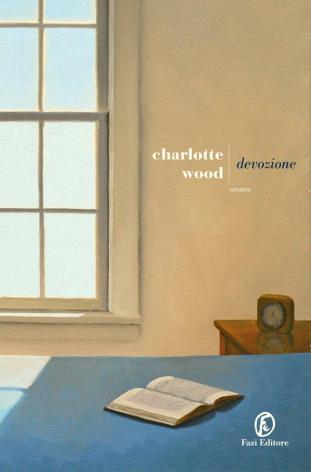 charlotte
wood
devozione
romanzo
Fazi Editore